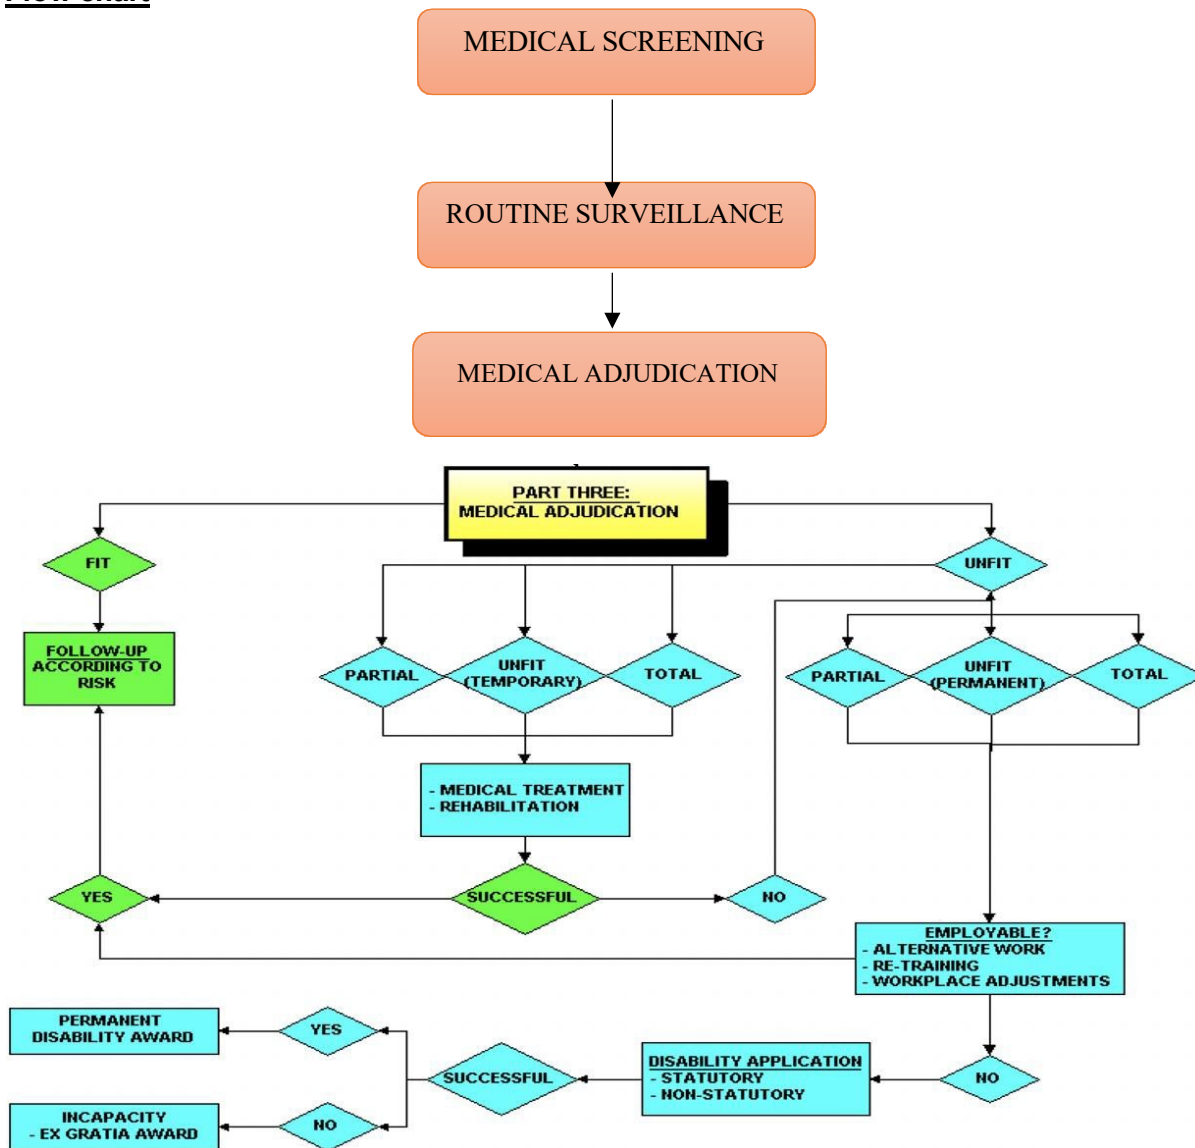 Flow chart
MEDICAL SCREENING
ROUTINE SURVEILLANCE
MEDICAL ADJUDICATION
PART THREE:
MEDICAL ADJUDICATION
FIT
UNFIT
FOLLOW-UP
ACCORDING TO
RISK
PARTIAL
UNFIT
(TEMPORARY)
TOTAL
PARTIAL
UNFIT
(PERMANENT)
TOTAL
- MEDICAL TREATMENT
- REHABILITATION
YES
SUCCESSFUL
NO
EMPLOYABLE?
- ALTERNATIVE WORK
- RE-TRAINING
- WORKPLACE ADJUSTMENTS
PERMANENT
DISABILITY AWARD
YES
SUCCESSFUL
DISABILITY APPLICATION
- STATUTORY
- NON-STATUTORY
NO
INCAPACITY
- EX GRATIA AWARD
NO